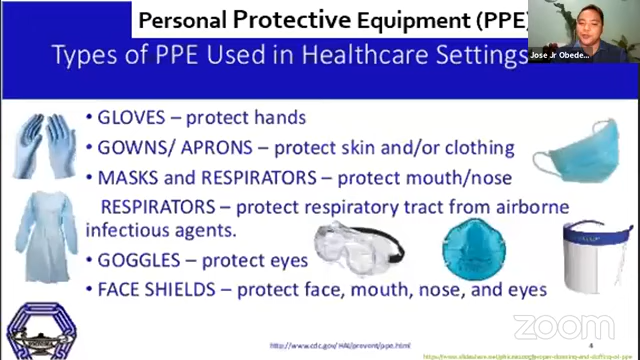 Personal Protective Equipment (PPE)
Types of PPE Used in Healthcare Settings
Jose Jr Obede...
• GLOVES – protect hands
• GOWNS/ APRONS – protect skin and/or clothing
• MASKS and RESPIRATORS – protect mouth/nose
RESPIRATORS – protect respiratory tract from airborne
infectious agents.
• GOGGLES – protect eyes
• FACE SHIELDS – protect face, mouth, nose, and eyes
zoom
http://www.cdc.gov/HAI/prevent/ppe.html
4